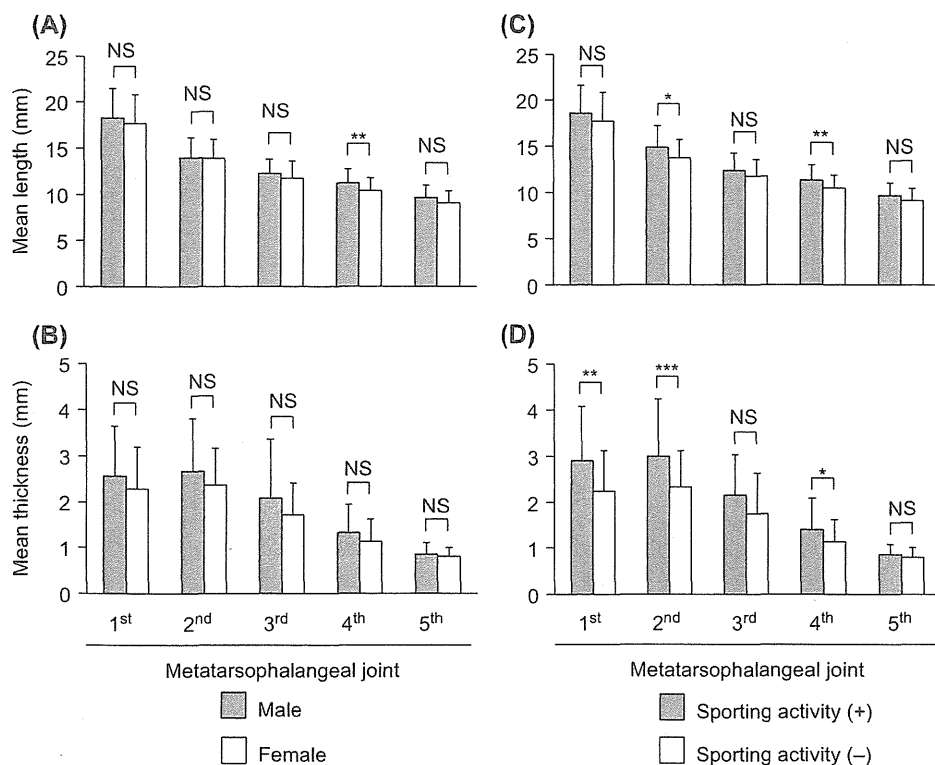 (A)
Mean length (mm)
25
20
15
10
5
0
NS
NS
NS
**
NS
(B)
Mean thickness (mm)
5
4
3
2
1
0
NS
NS
NS
NS
NS
1st 2nd 3rd 4th 5th
Metatarsophalangeal joint
Male
Female
(C)
25
20
15
10
5
0
NS
*
NS
**
NS
(D)
5
4
3
2
1
0
**
***
NS
*
NS
1st 2nd 3rd 4th 5th
Metatarsophalangeal joint
Sporting activity (+)
Sporting activity (–)